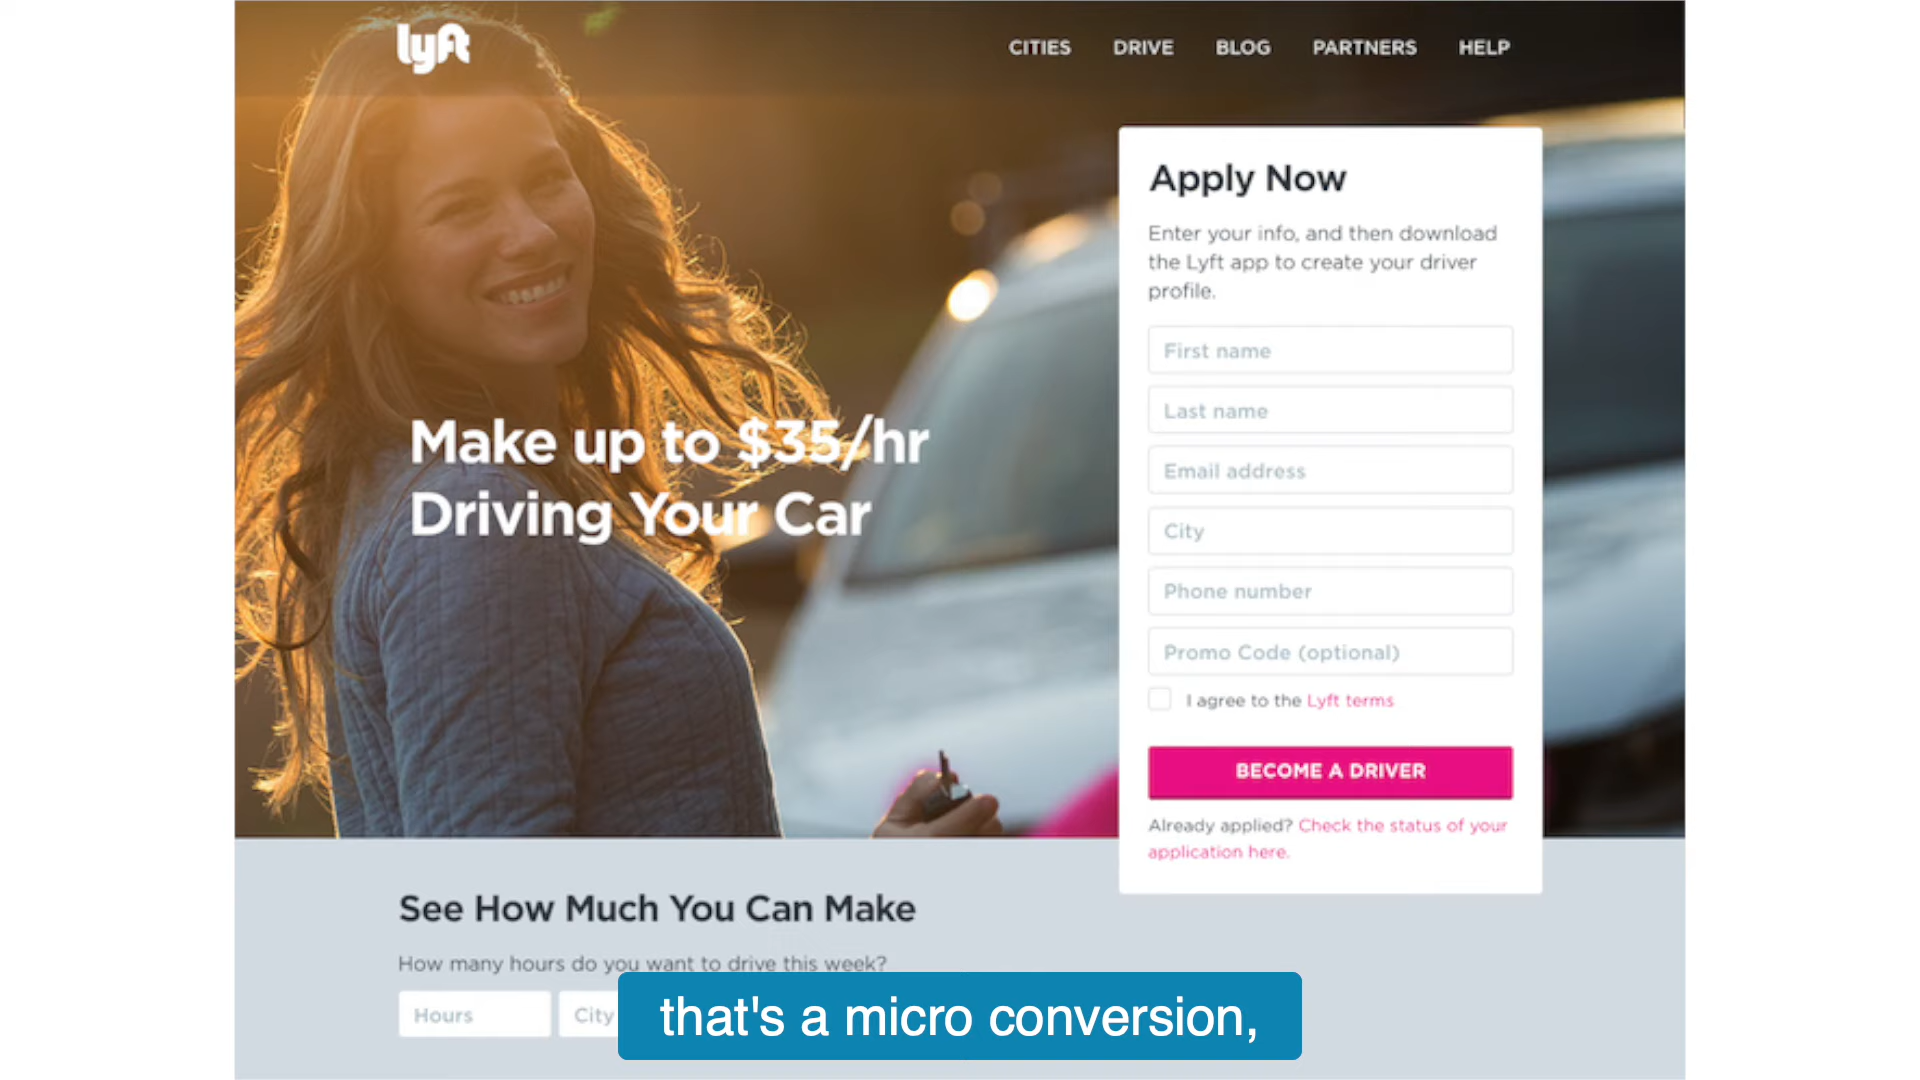 lyft
CITIES DRIVE BLOG PARTNERS HELP
Make up to $35/hr
Driving Your Car
Apply Now
Enter your info, and then download
the Lyft app to create your driver
profile.
First name
Last name
Email address
City
Phone number
Promo Code (optional)
I agree to the Lyft terms
BECOME A DRIVER
Already applied? Check the status of your
application here.
See How Much You Can Make
How many hours do you want to drive this week?
Hours City
that's a micro conversion,